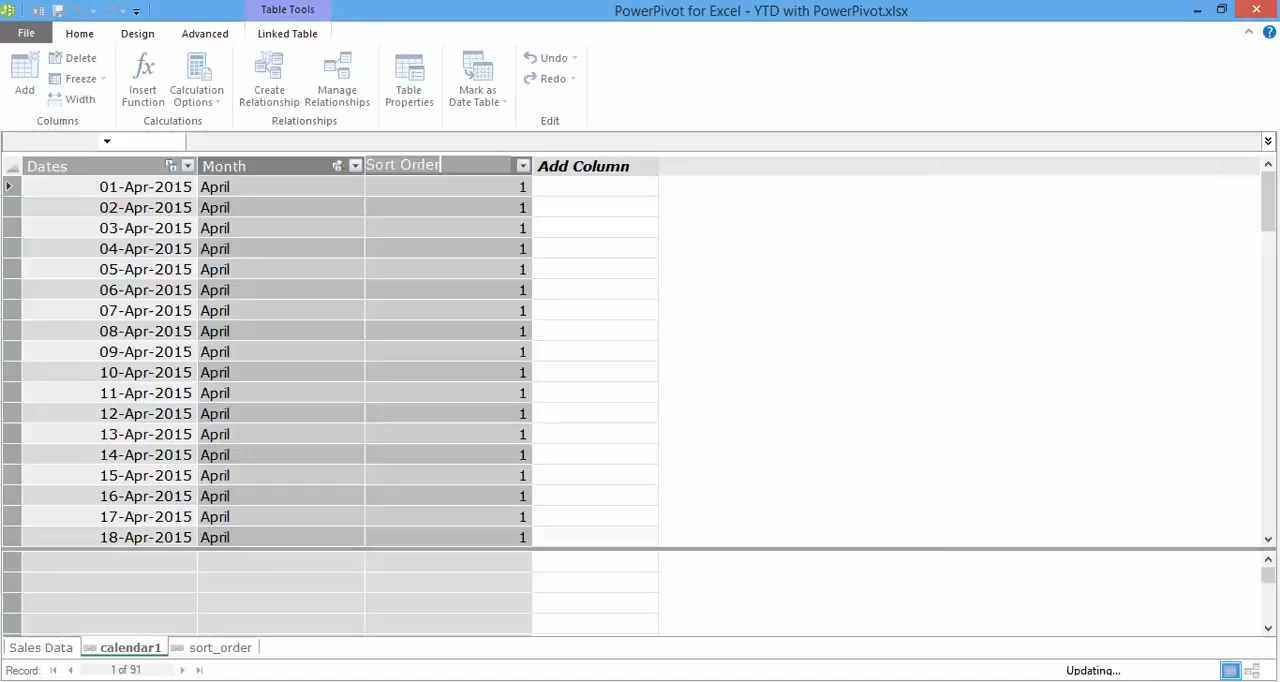 Table Tools
PowerPivot for Excel - YTD with PowerPivot.xlsx
File Home Design Advanced Linked Table
Add
Delete
Freeze
Width
Columns
fx
Insert Function
Calculation Options
Calculations
Create Relationship
Manage Relationships
Relationships
Table Properties
Mark as Date Table
Undo
Redo
Edit
Dates Month Sort Order Add Column
01-Apr-2015 April 1
02-Apr-2015 April 1
03-Apr-2015 April 1
04-Apr-2015 April 1
05-Apr-2015 April 1
06-Apr-2015 April 1
07-Apr-2015 April 1
08-Apr-2015 April 1
09-Apr-2015 April 1
10-Apr-2015 April 1
11-Apr-2015 April 1
12-Apr-2015 April 1
13-Apr-2015 April 1
14-Apr-2015 April 1
15-Apr-2015 April 1
16-Apr-2015 April 1
17-Apr-2015 April 1
18-Apr-2015 April 1
Sales Data calendar1 sort_order
Record: 1 of 91 Updating...